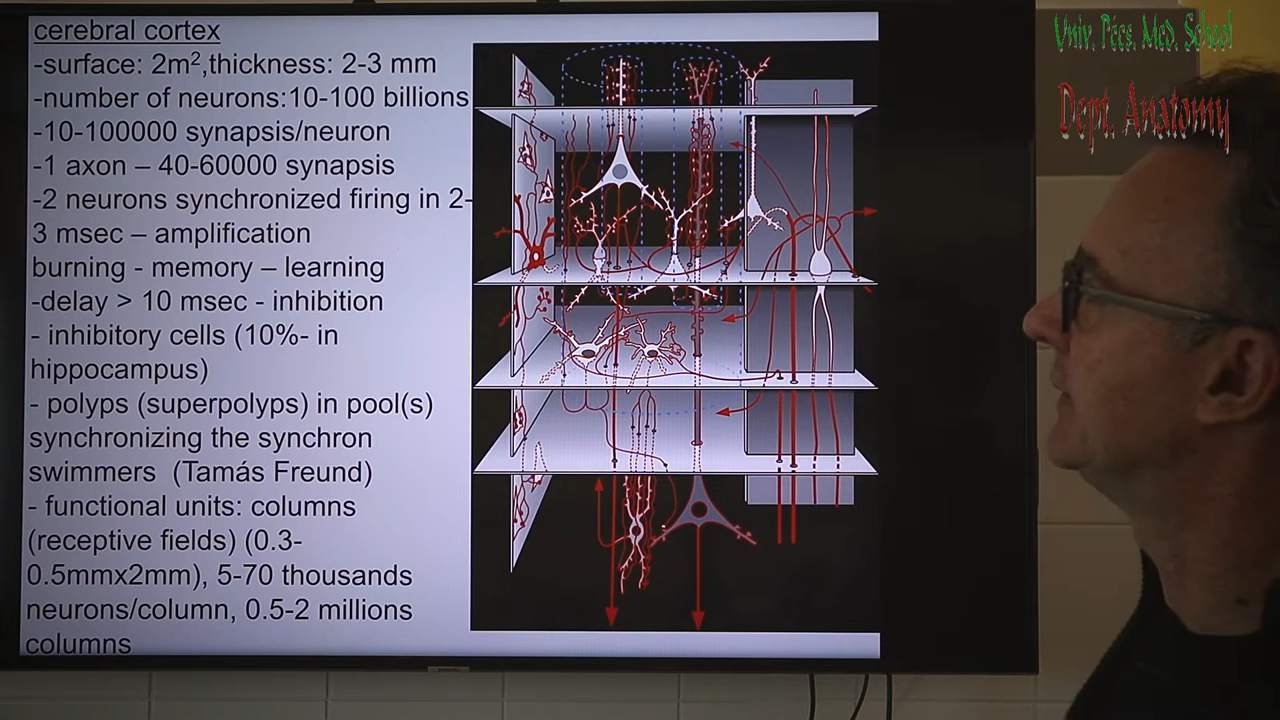 cerebral cortex
-surface: 2m²,thickness: 2-3 mm
-number of neurons:10-100 billions
-10-100000 synapsis/neuron
-1 axon – 40-60000 synapsis
-2 neurons synchronized firing in 2-
3 msec – amplification
burning - memory – learning
-delay > 10 msec - inhibition
- inhibitory cells (10%- in
hippocampus)
- polyps (superpolyps) in pool(s)
synchronizing the synchron
swimmers (Tamás Freund)
- functional units: columns
(receptive fields) (0.3-
0.5mmx2mm), 5-70 thousands
neurons/column, 0.5-2 millions
columns
Univ. Pécs. Med. School
Dept. Anatomy